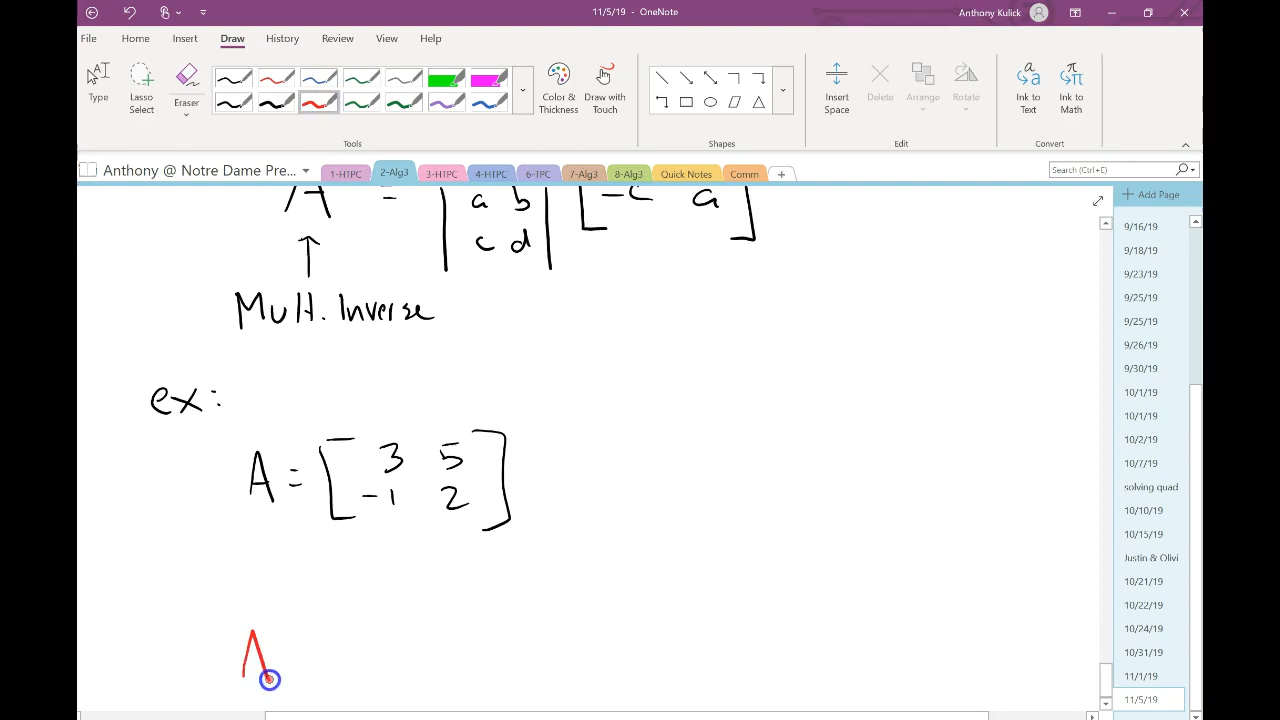 11/5/19 - OneNote
Anthony Kulick
File Home Insert Draw History Review View Help
Type
Lasso Select
Eraser
Color & Thickness
Draw with Touch
Insert Space
Delete
Arrange
Rotate
Ink to Text
Ink to Math
Tools
Shapes
Edit
Convert
Anthony @ Notre Dame Pre...
1-HTPC 2-Alg3 3-HTPC 4-HTPC 6-TPC 7-Alg3 8-Alg3 Quick Notes Comm +
Search (Ctrl+E)
A = | a b | [ -c a ]
c d
Mult. Inverse
ex:
A = [ 3 5 ]
-1 2
+ Add Page
9/16/19
9/18/19
9/23/19
9/25/19
9/25/19
9/26/19
9/30/19
10/1/19
10/1/19
10/2/19
10/7/19
solving quad
10/10/19
10/15/19
Justin & Olivi
10/21/19
10/22/19
10/24/19
10/31/19
11/1/19
11/5/19